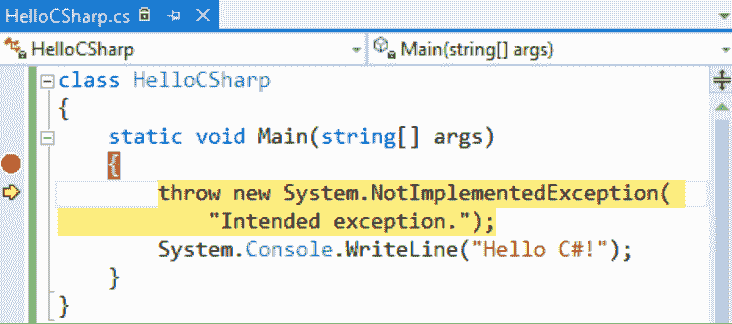 HelloCSharp.cs
HelloCSharp Main(string[] args)
class HelloCSharp
{
static void Main(string[] args)
{
throw new System.NotImplementedException(
"Intended exception.");
System.Console.WriteLine("Hello C#!");
}
}